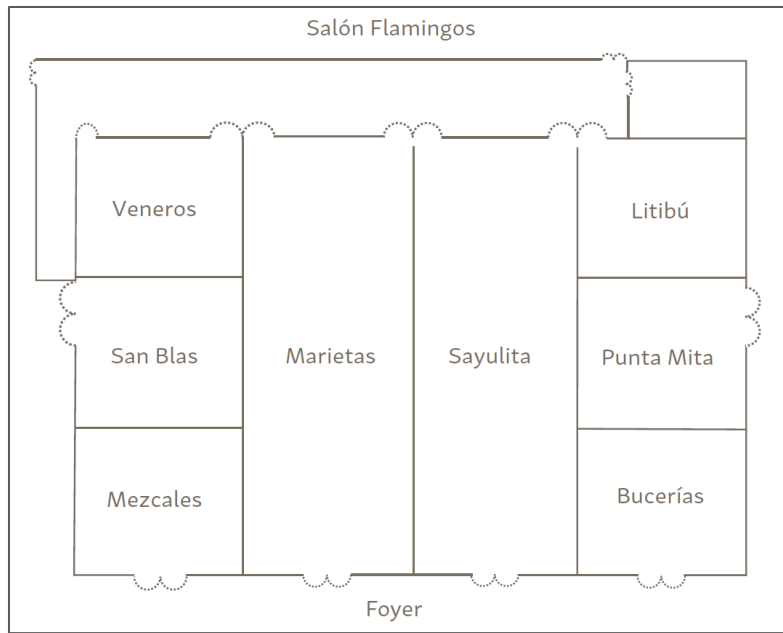 Salón Flamingos
Veneros
Litibú
San Blas
Marietas
Sayulita
Punta Mita
Mezcales
Bucerías
Foyer